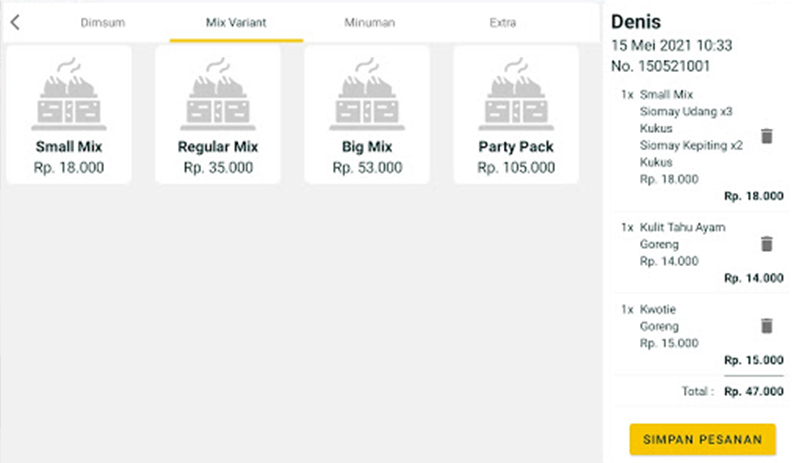 Dimsum
Mix Variant
Minuman
Extra
Small Mix
Rp. 18.000
Regular Mix
Rp. 35.000
Big Mix
Rp. 53.000
Party Pack
Rp. 105.000
Denis
15 Mei 2021 10:33
No. 150521001
1x Small Mix
Siomay Udang x3
Kukus
Siomay Kepiting x2
Kukus
Rp. 18.000
Rp. 18.000
1x Kulit Tahu Ayam
Goreng
Rp. 14.000
Rp. 14.000
1x Kwotie
Goreng
Rp. 15.000
Rp. 15.000
Total : Rp. 47.000
SIMPAN PESANAN